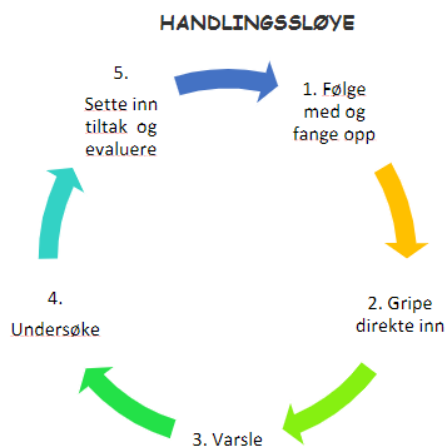 HANDLINGSSLØYE
1. Følge
med og
fange opp
2. Gripe
direkte inn
3. Varsle
4.
Undersøke
5.
Sette inn
tiltak og
evaluere